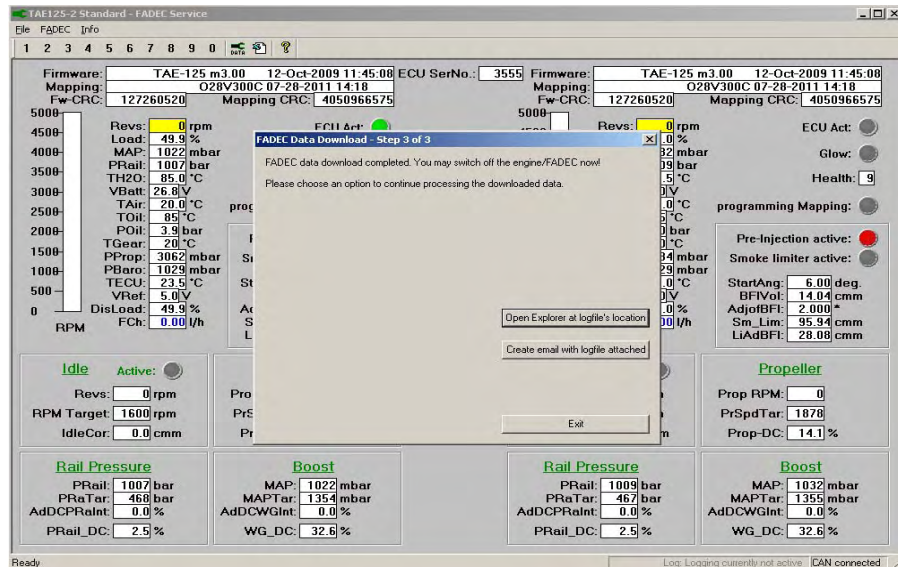 TAE125-2 Standard - FADEC Service
File FADEC Info
1 2 3 4 5 6 7 8 9 0 DATA
Firmware: TAE-125 m3.00 12-Oct-2009 11:45:08 ECU SerNo.: 3555 Firmware: TAE-125 m3.00 12-Oct-2009 11:45:08
Mapping: O28V300C 07-28-2011 14:18 Mapping: O28V300C 07-28-2011 14:18
Fw-CRC: 127260520 Mapping CRC: 4050966575 Fw-CRC: 127260520 Mapping CRC: 4050966575
5000
4500
4000
3500
3000
2500
2000
1500
1000
500
0
RPM
Revs: 0 rpm
Load: 49.9 %
MAP: 1022 mbar
PRail: 1007 bar
TH2O: 85.0 °C
VBatt: 26.8 V
TAir: 20.0 °C
TOil: 85 °C
POil: 3.9 bar
TGear: 20 °C
PProp: 3062 mbar
PBaro: 1029 mbar
TECU: 23.5 °C
VRef: 5.0 V
DisLoad: 49.9 %
FCh: 0.00 l/h
ECU Act:
FADEC Data Download - Step 3 of 3
FADEC data download completed. You may switch off the engine/FADEC now!
Please choose an option to continue processing the downloaded data.
Open Explorer at logfile's location
Create email with logfile attached
Exit
5000
Revs: 0 rpm
ECU Act:
Glow:
Health: 9
programming Mapping:
Pre-Injection active:
Smoke limiter active:
StartAng: 6.00 deg.
BFIVol: 14.04 cmm
AdjofBFI: 2.000 °
Sm_Lim: 95.94 cmm
LiAdBFI: 28.08 cmm
Idle Active:
Revs: 0 rpm
RPM Target: 1600 rpm
IdleCor: 0.0 cmm
Propeller
Prop RPM: 0
PrSpdTar: 1878
Prop-DC: 14.1 %
Rail Pressure
PRail: 1007 bar
PRaTar: 468 bar
AdDCPRaInt: 0.0 %
PRail_DC: 2.5 %
Boost
MAP: 1022 mbar
MAPTar: 1354 mbar
AdDCWGInt: 0.0 %
WG_DC: 32.6 %
Rail Pressure
PRail: 1009 bar
PRaTar: 467 bar
AdDCPRaInt: 0.0 %
PRail_DC: 2.5 %
Boost
MAP: 1032 mbar
MAPTar: 1355 mbar
AdDCWGInt: 0.0 %
WG_DC: 32.6 %
Ready Log: Logging currently not active CAN connected